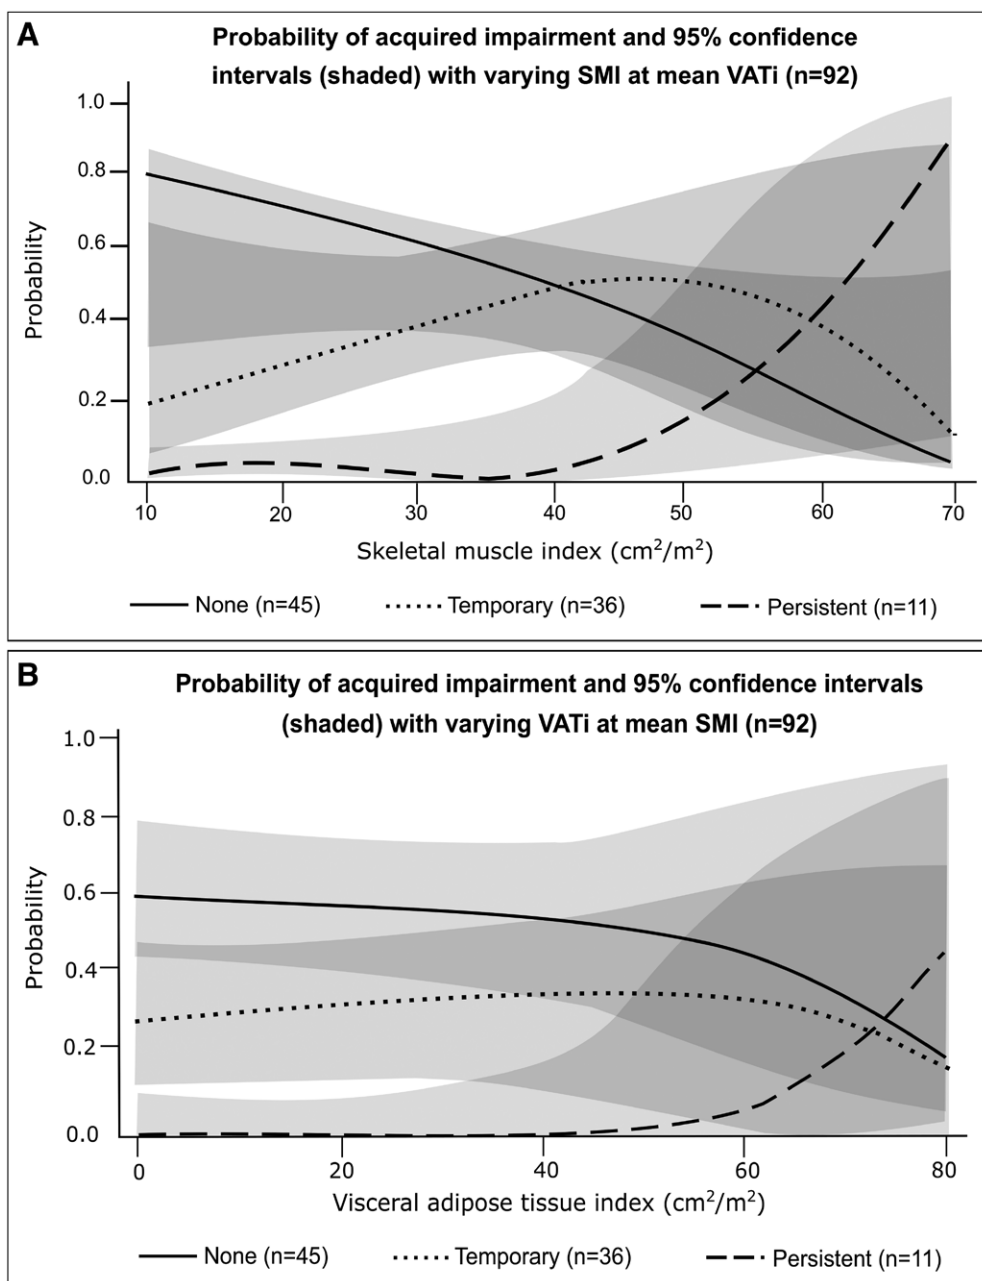 A
Probability of acquired impairment and 95% confidence
intervals (shaded) with varying SMI at mean VATi (n=92)
Probability
1.0
0.8
0.6
0.4
0.2
0.0
10 20 30 40 50 60 70
Skeletal muscle index (cm²/m²)
None (n=45) Temporary (n=36) Persistent (n=11)
B
Probability of acquired impairment and 95% confidence intervals
(shaded) with varying VATi at mean SMI (n=92)
Probability
1.0
0.8
0.6
0.4
0.2
0.0
0 20 40 60 80
Visceral adipose tissue index (cm²/m²)
None (n=45) Temporary (n=36) Persistent (n=11)